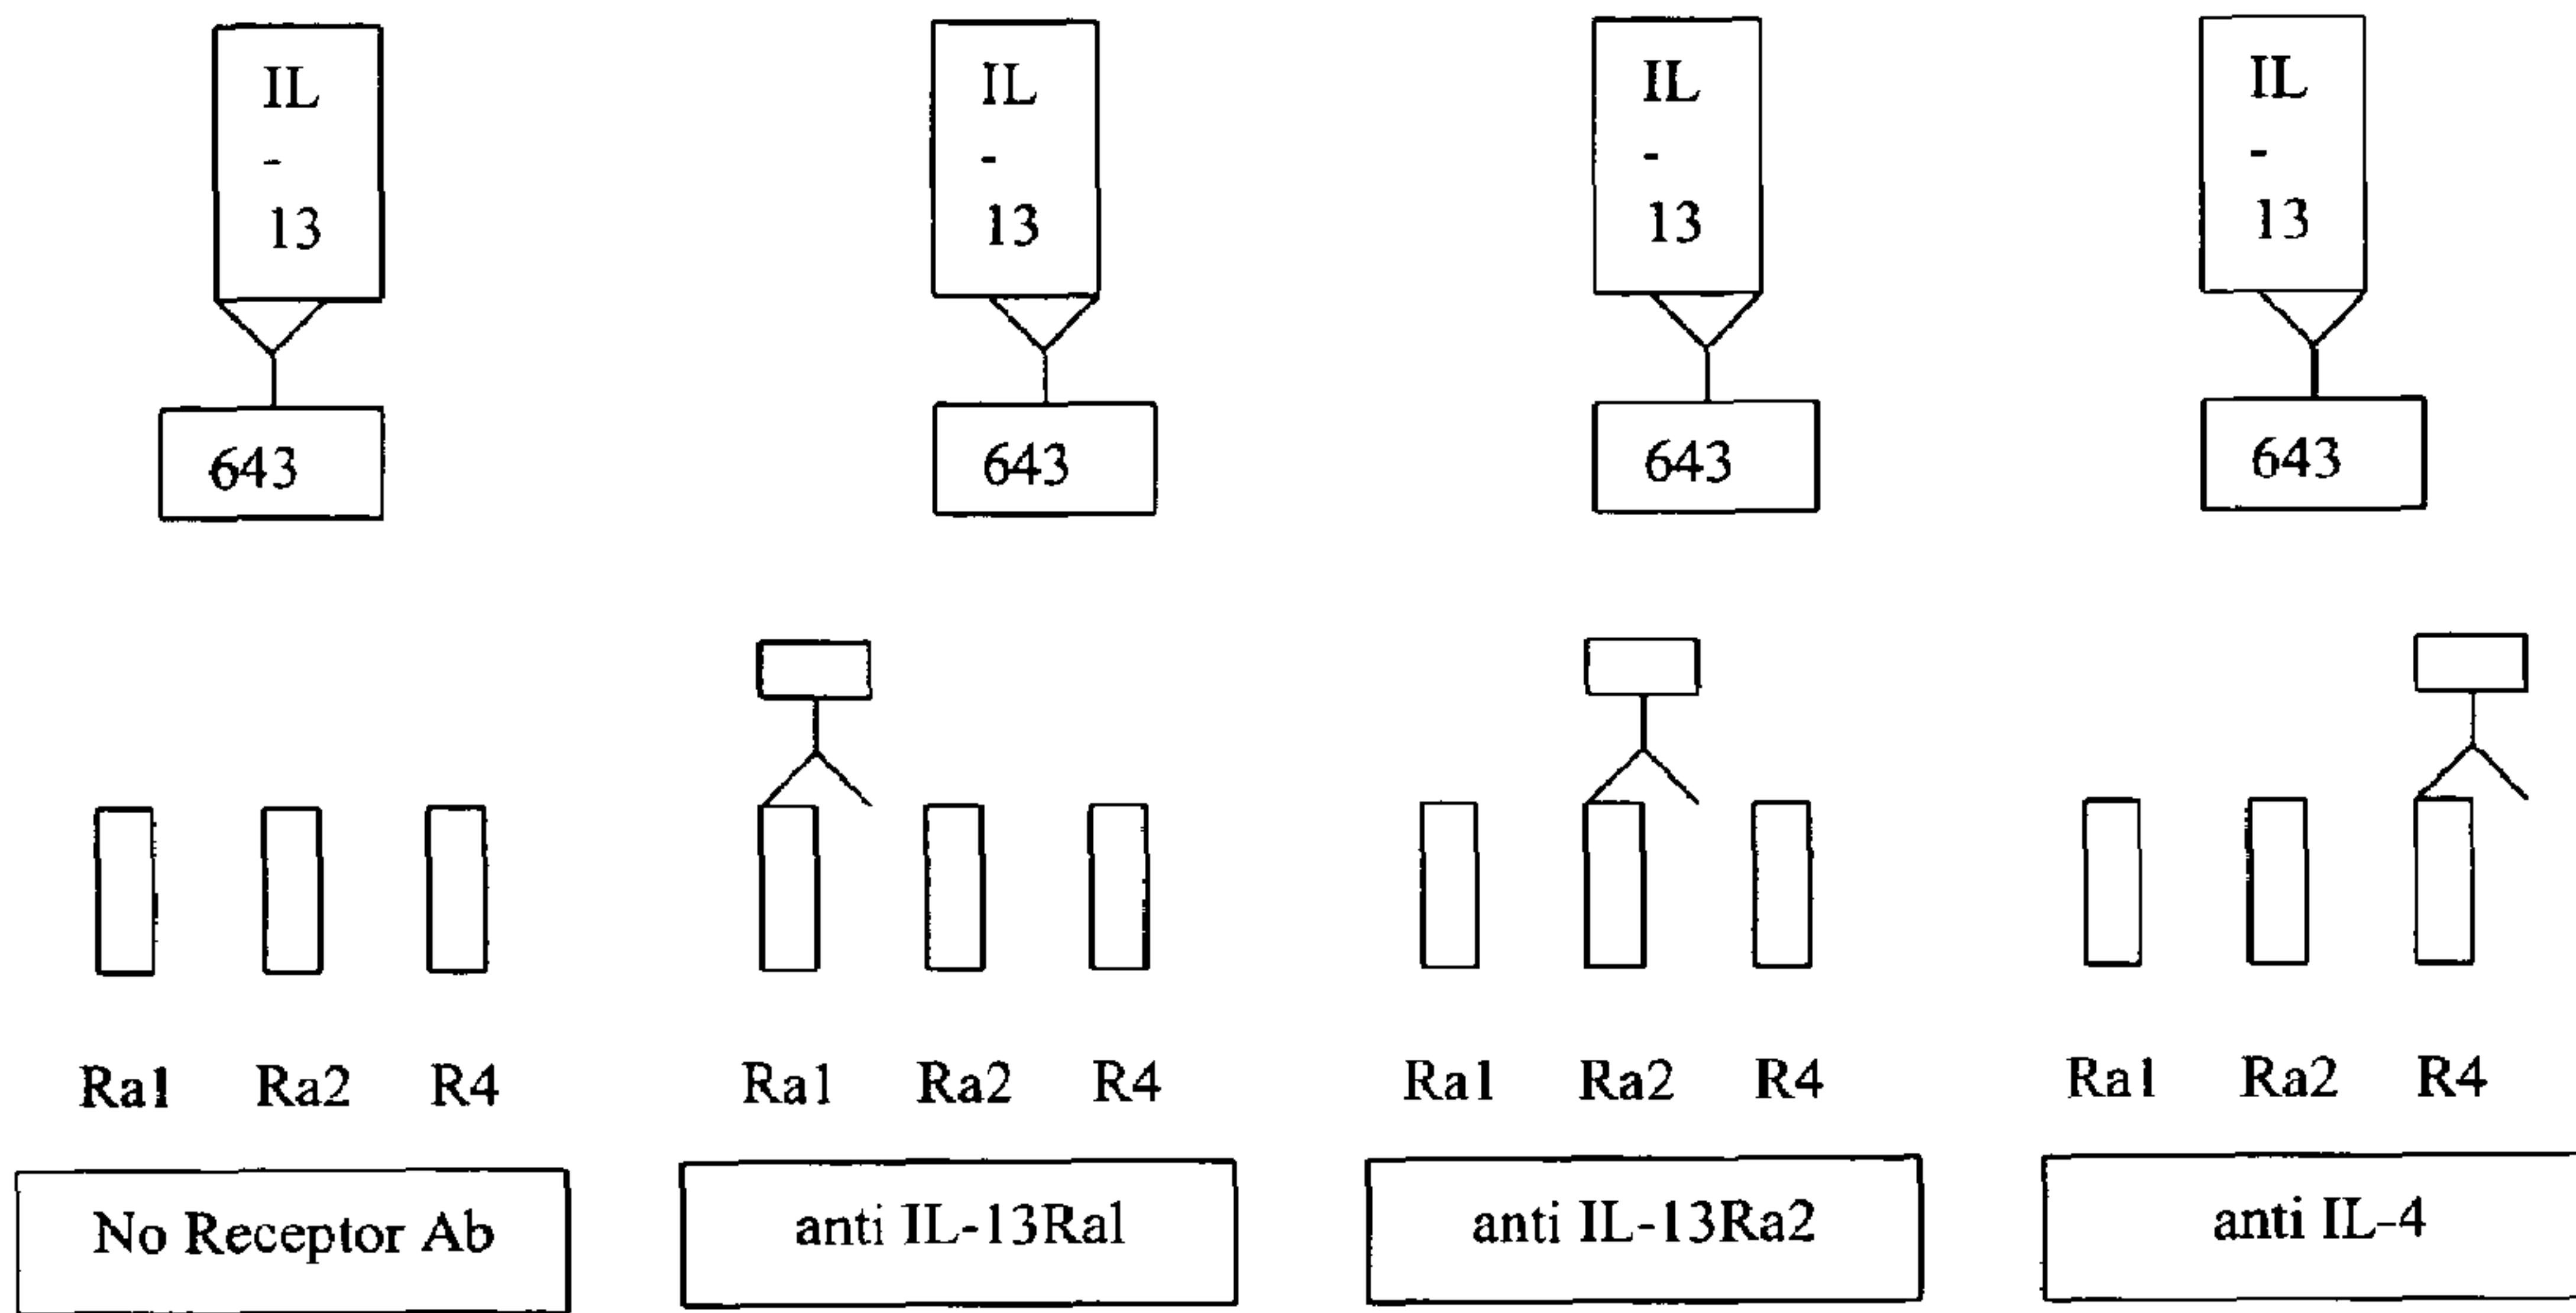 IL
-
13
IL
-
13
IL
-
13
IL
-
13
643
643
643
643
Ra1 Ra2 R4
Ra1 Ra2 R4
Ra1 Ra2 R4
Ra1 Ra2 R4
No Receptor Ab
anti IL-13Ra1
anti IL-13Ra2
anti IL-4